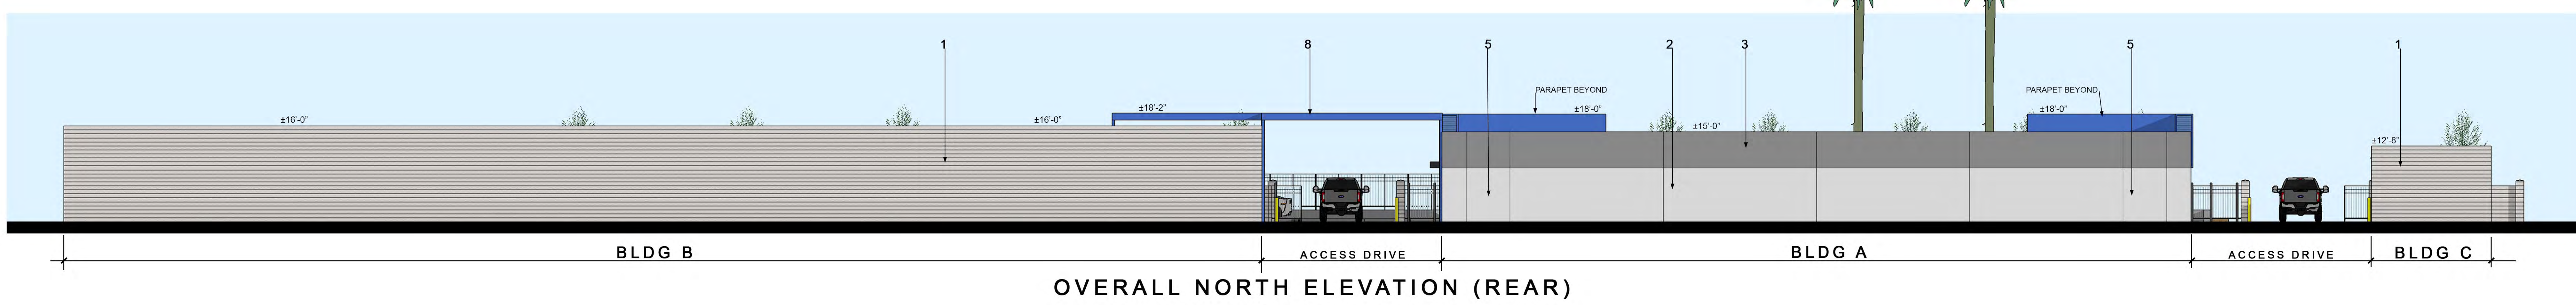 1 8 5 2 3 5 1
PARAPET BEYOND PARAPET BEYOND
±18'-2" ±18'-0" ±18'-0"
±16'-0" ±16'-0" ±15'-0"
±12'-8"
BLDG B ACCESS DRIVE BLDG A ACCESS DRIVE BLDG C
OVERALL NORTH ELEVATION (REAR)